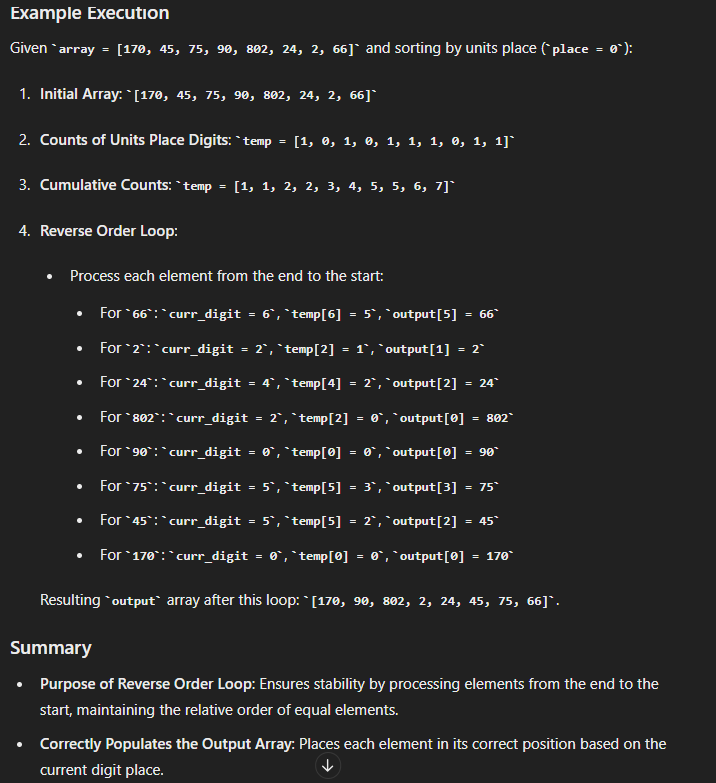 Example Execution
Given `array = [170, 45, 75, 90, 802, 24, 2, 66]` and sorting by units place (`place = 0`):
1. Initial Array: `[170, 45, 75, 90, 802, 24, 2, 66]`
2. Counts of Units Place Digits: `temp = [1, 0, 1, 0, 1, 1, 1, 0, 1, 1]`
3. Cumulative Counts: `temp = [1, 1, 2, 2, 3, 4, 5, 5, 6, 7]`
4. Reverse Order Loop:
• Process each element from the end to the start:
• For `66`: `curr_digit = 6`, `temp[6] = 5`, `output[5] = 66`
• For `2`: `curr_digit = 2`, `temp[2] = 1`, `output[1] = 2`
• For `24`: `curr_digit = 4`, `temp[4] = 2`, `output[2] = 24`
• For `802`: `curr_digit = 2`, `temp[2] = 0`, `output[0] = 802`
• For `90`: `curr_digit = 0`, `temp[0] = 0`, `output[0] = 90`
• For `75`: `curr_digit = 5`, `temp[5] = 3`, `output[3] = 75`
• For `45`: `curr_digit = 5`, `temp[5] = 2`, `output[2] = 45`
• For `170`: `curr_digit = 0`, `temp[0] = 0`, `output[0] = 170`
Resulting `output` array after this loop: `[170, 90, 802, 2, 24, 45, 75, 66]`.
Summary
• Purpose of Reverse Order Loop: Ensures stability by processing elements from the end to the
start, maintaining the relative order of equal elements.
• Correctly Populates the Output Array: Places each element in its correct position based on the
current digit place.